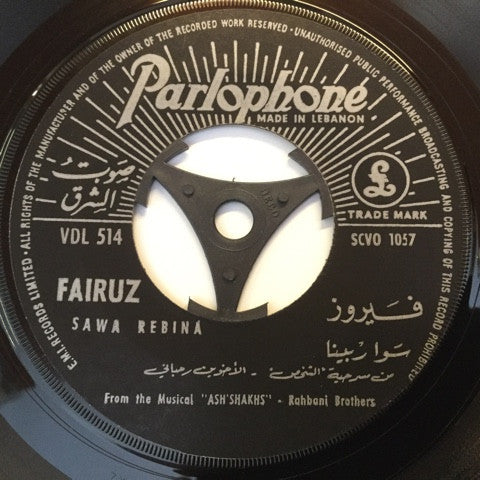 ALL RIGHTS OF THE MANUFACTURER AND OF THE OWNER OF THE RECORDED WORK RESERVED • UNAUTHORISED PUBLIC PERFORMANCE BROADCASTING AND COPYING OF THIS RECORD PROHIBITED
Parlophone
MADE IN LEBANON
صوت
الشرق
£
TRADE MARK
VDL 514
SCVO 1057
FAIRUZ
فيروز
SAWA REBINA
سوا ربينا
من مسرحية "الشخص" - الأخوين رحباني
From the Musical "ASH'SHAKHS" - Rahbani Brothers
E.M.I. RECORDS LIMITED •